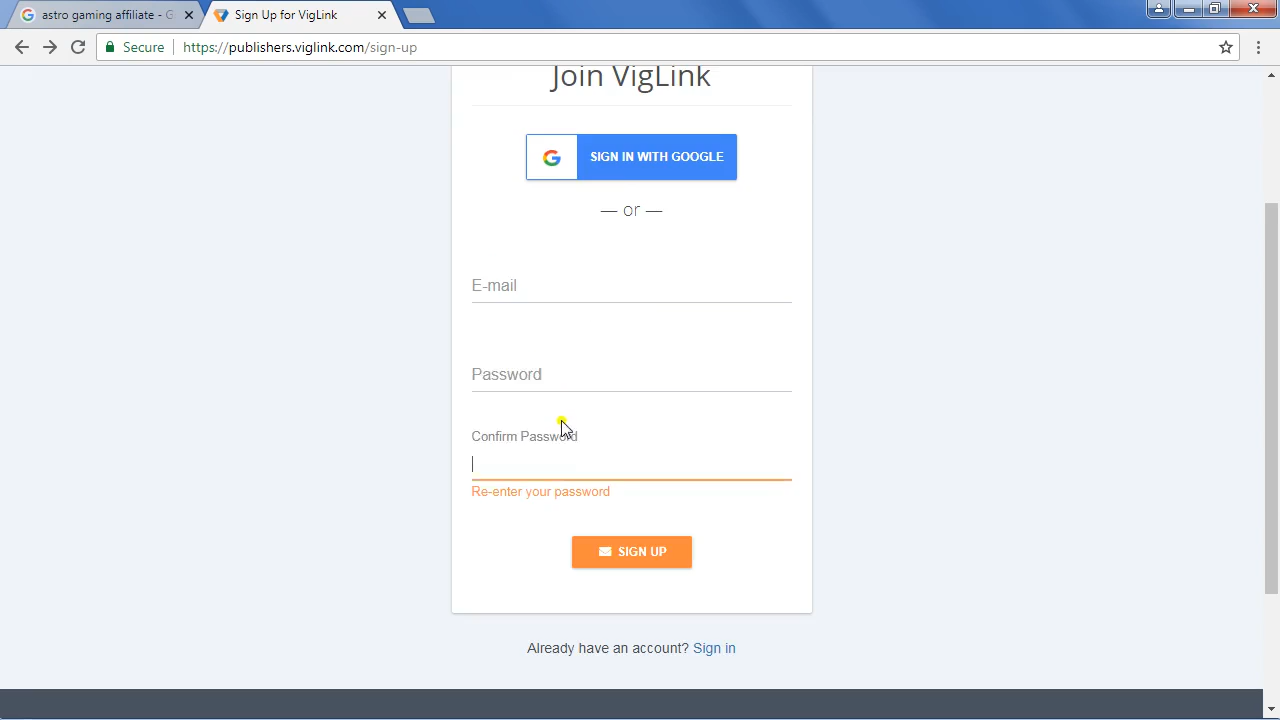 astro gaming affiliate - G
Sign Up for VigLink
Secure
https://publishers.viglink.com/sign-up
Join VigLink
G SIGN IN WITH GOOGLE
— or —
E-mail
Password
Confirm Password
Re-enter your password
SIGN UP
Already have an account? Sign in